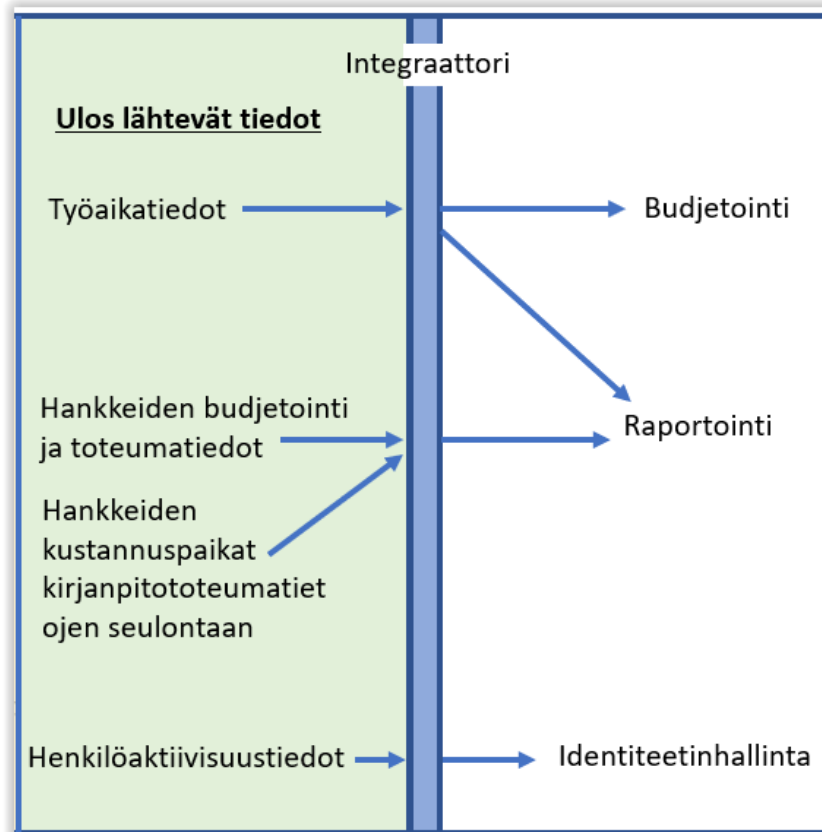 Integraattori
Ulos lähtevät tiedot
Työaikatiedot
Budjetointi
Hankkeiden budjetointi
ja toteumatiedot
Raportointi
Hankkeiden
kustannuspaikat
kirjanpitototeumatiet
ojen seulontaan
Henkilöaktiivisuustiedot
Identiteetinhallinta